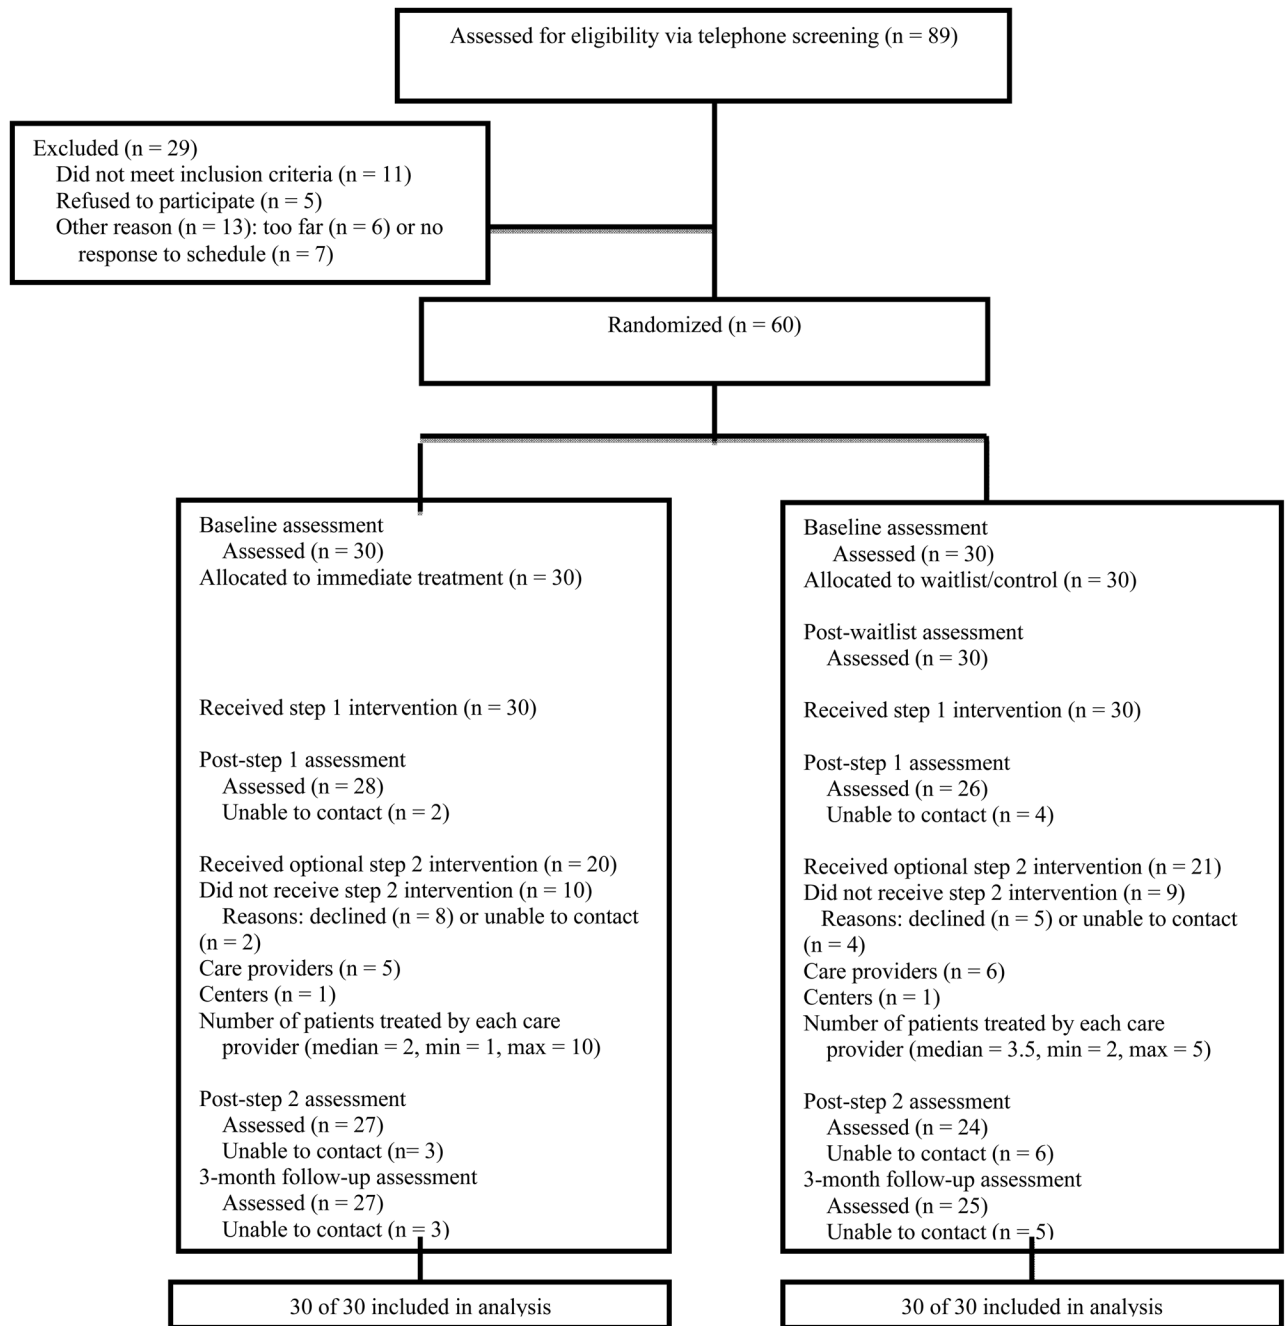 Assessed for eligibility via telephone screening (n = 89)
Excluded (n = 29)
Did not meet inclusion criteria (n = 11)
Refused to participate (n = 5)
Other reason (n = 13): too far (n = 6) or no
response to schedule (n = 7)
Randomized (n = 60)
Baseline assessment
Assessed (n = 30)
Allocated to immediate treatment (n = 30)
Received step 1 intervention (n = 30)
Post-step 1 assessment
Assessed (n = 28)
Unable to contact (n = 2)
Received optional step 2 intervention (n = 20)
Did not receive step 2 intervention (n = 10)
Reasons: declined (n = 8) or unable to contact
(n = 2)
Care providers (n = 5)
Centers (n = 1)
Number of patients treated by each care
provider (median = 2, min = 1, max = 10)
Post-step 2 assessment
Assessed (n = 27)
Unable to contact (n= 3)
3-month follow-up assessment
Assessed (n = 27)
Unable to contact (n = 3)
30 of 30 included in analysis
Baseline assessment
Assessed (n = 30)
Allocated to waitlist/control (n = 30)
Post-waitlist assessment
Assessed (n = 30)
Received step 1 intervention (n = 30)
Post-step 1 assessment
Assessed (n = 26)
Unable to contact (n = 4)
Received optional step 2 intervention (n = 21)
Did not receive step 2 intervention (n = 9)
Reasons: declined (n = 5) or unable to contact
(n = 4)
Care providers (n = 6)
Centers (n = 1)
Number of patients treated by each care
provider (median = 3.5, min = 2, max = 5)
Post-step 2 assessment
Assessed (n = 24)
Unable to contact (n = 6)
3-month follow-up assessment
Assessed (n = 25)
Unable to contact (n = 5)
30 of 30 included in analysis